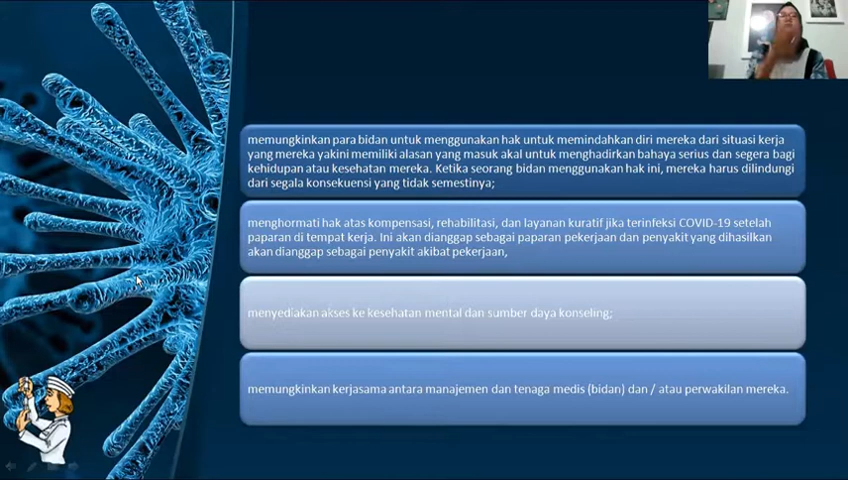 memungkinkan para bidan untuk menggunakan hak untuk memindahkan diri mereka dari situasi kerja
yang mereka yakini memiliki alasan yang masuk akal untuk menghadirkan bahaya serius dan segera bagi
kehidupan atau kesehatan mereka. Ketika seorang bidan menggunakan hak ini, mereka harus dilindungi
dari segala konsekuensi yang tidak semestinya;
menghormati hak atas kompensasi, rehabilitasi, dan layanan kuratif jika terinfeksi COVID-19 setelah
paparan di tempat kerja. Ini akan dianggap sebagai paparan pekerjaan dan penyakit yang dihasilkan
akan dianggap sebagai penyakit akibat pekerjaan,
menyediakan akses ke kesehatan mental dan sumber daya konseling;
memungkinkan kerjasama antara manajemen dan tenaga medis (bidan) dan / atau perwakilan mereka.